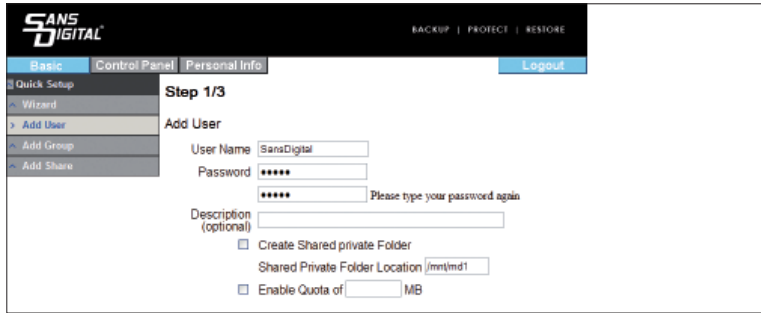 SANS
DIGITAL
BACKUP | PROTECT | RESTORE
Basic Control Panel Personal Info Logout
Quick Setup
Wizard
Add User
Add Group
Add Share
Step 1/3
Add User
User Name SansDigital
Password •••••
••••• Please type your password again
Description
(optional)
Create Shared private Folder
Shared Private Folder Location /mnt/md1
Enable Quota of MB